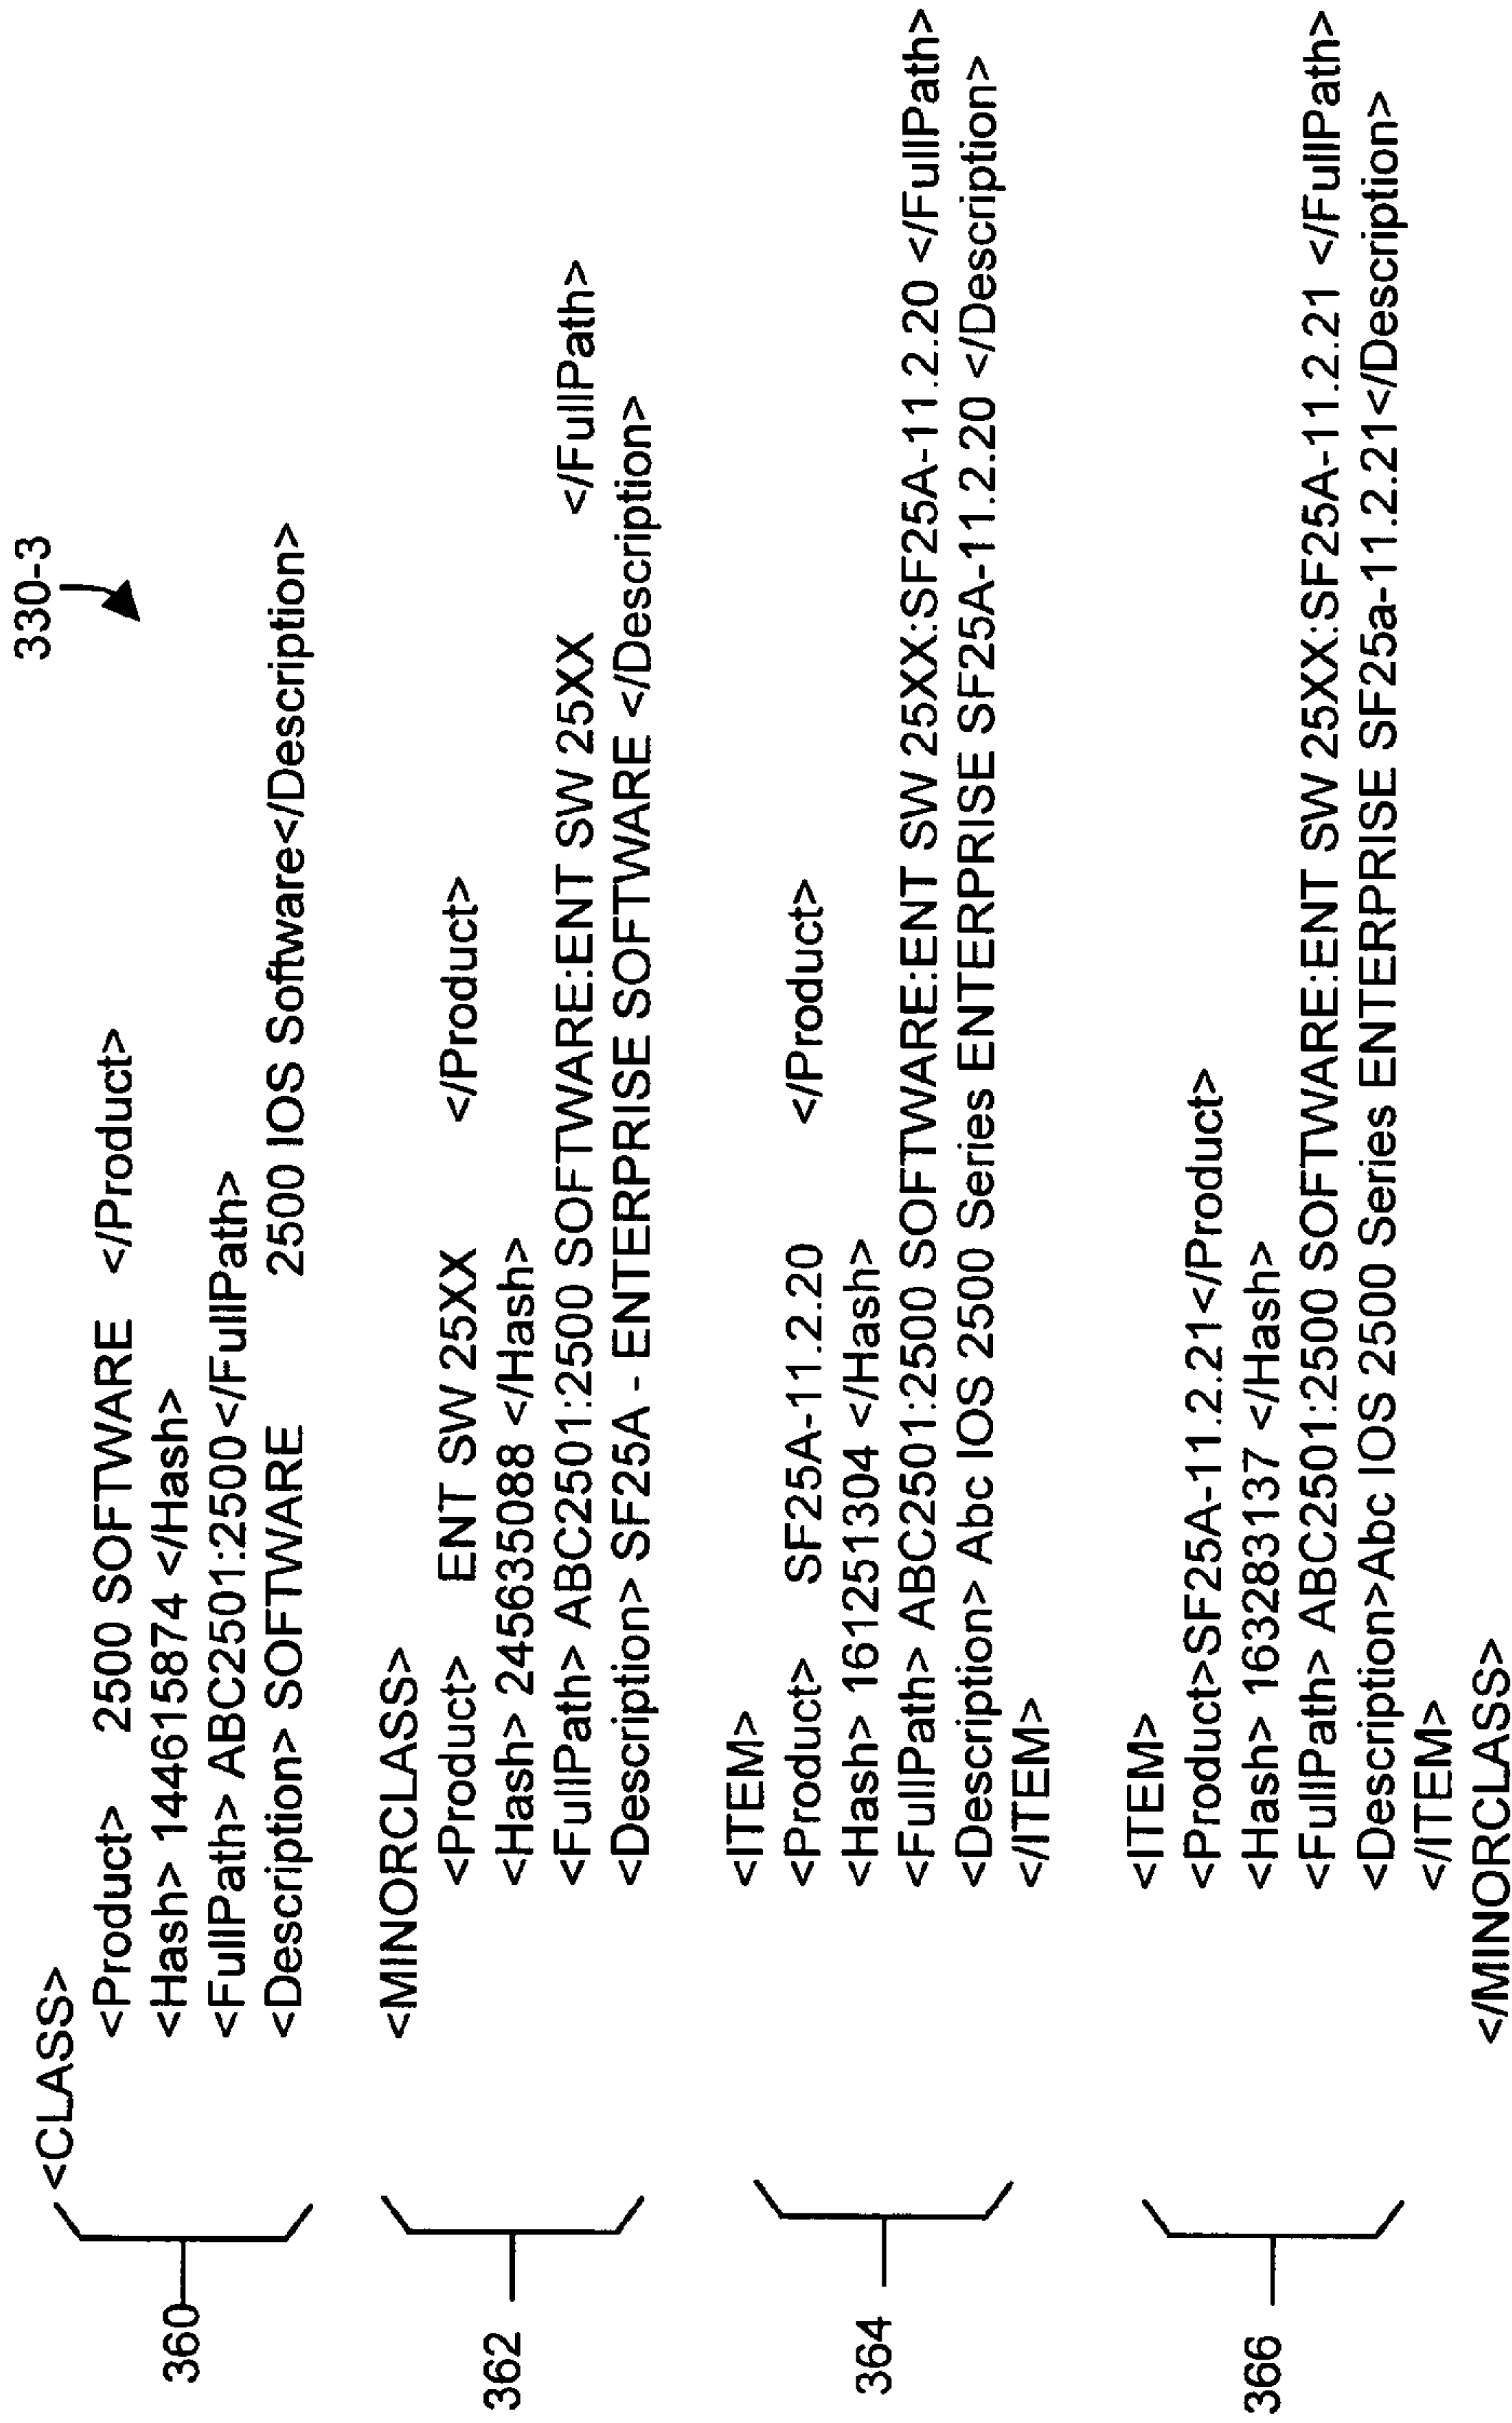 330-3
<CLASS>
360
<Product> 2500 SOFTWARE </Product>
<Hash> 144615874 </Hash>
<FullPath> ABC2501:2500 </FullPath>
<Description> SOFTWARE 2500 IOS Software</Description>
<MINORCLASS>
362
<Product> ENT SW 25XX </Product>
<Hash> 245635088 </Hash>
<FullPath> ABC2501:2500 SOFTWARE:ENT SW 25XX </FullPath>
<Description> SF25A - ENTERPRISE SOFTWARE </Description>
<ITEM>
364
<Product> SF25A-11.2.20 </Product>
<Hash> 1612511304 </Hash>
<FullPath> ABC2501:2500 SOFTWARE:ENT SW 25XX:SF25A-11.2.20 </FullPath>
<Description> Abc IOS 2500 Series ENTERPRISE SF25A-11.2.20 </Description>
</ITEM>
<ITEM>
366
<Product>SF25A-11.2.21</Product>
<Hash> 163283137 </Hash>
<FullPath> ABC2501:2500 SOFTWARE:ENT SW 25XX:SF25A-11.2.21 </FullPath>
<Description>Abc IOS 2500 Series ENTERPRISE SF25a-11.2.21</Description>
</ITEM>
</MINORCLASS>